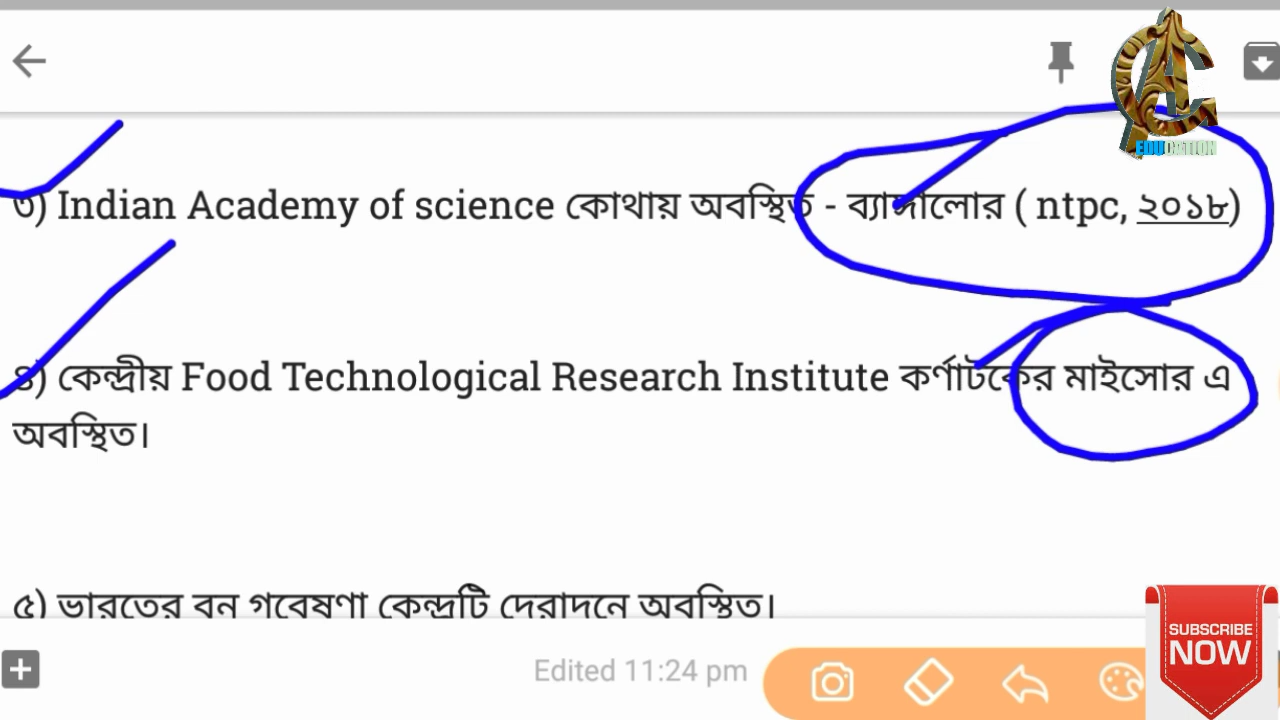 EDUCATION
৩) Indian Academy of science কোথায় অবস্থিত - ব্যাঙ্গালোর ( ntpc, ২০১৮)
৪) কেন্দ্রীয় Food Technological Research Institute কর্ণাটকের মাইসোর এ
অবস্থিত।
৫) ভারতের বন গবেষণা কেন্দ্রটি দেরাদনে অবস্থিত।
Edited 11:24 pm
SUBSCRIBE
NOW